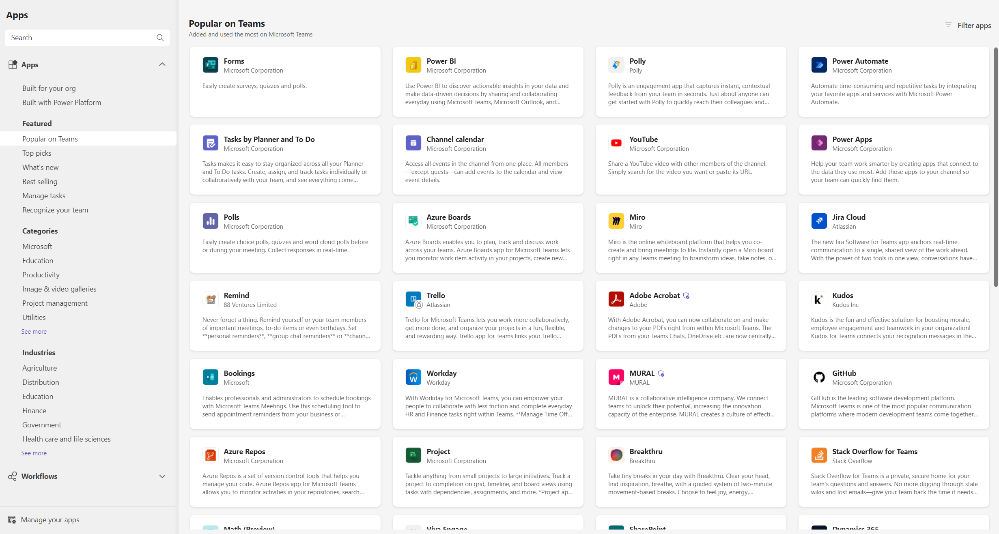 Apps
Search
Apps
Built for your org
Built with Power Platform
Featured
Popular on Teams
Top picks
What's new
Best selling
Manage tasks
Recognize your team
Categories
Microsoft
Education
Productivity
Image & video galleries
Project management
Utilities
See more
Industries
Agriculture
Distribution
Education
Finance
Government
Health care and life sciences
See more
Workflows
Manage your apps
Popular on Teams
Added and used the most on Microsoft Teams
Filter apps
Forms
Microsoft Corporation
Easily create surveys, quizzes and polls.
Power BI
Microsoft Corporation
Use Power BI to discover actionable insights in your data and
make data-driven decisions by sharing and collaborating
everyday using Microsoft Teams, Microsoft Outlook, and...
Polly
Polly
Polly is an engagement app that captures instant, contextual
feedback from your team in seconds. Just about anyone can
get started with Polly to quickly reach their colleagues and...
Power Automate
Microsoft Corporation
Automate time-consuming and repetitive tasks by integrating
your favorite apps and services with Microsoft Power
Automate.
Tasks by Planner and To Do
Microsoft Corporation
Tasks makes it easy to stay organized across all your Planner
and To Do tasks. Create, assign, and track tasks individually or
collaboratively with your team, and see everything come...
Channel calendar
Microsoft Corporation
Access all events in the channel from one place. All members
—except guests—can add events to the calendar and view
event details.
YouTube
Microsoft Corporation
Share a YouTube video with other members of the channel.
Simply search for the video you want or paste its URL.
Power Apps
Microsoft Corporation
Help your team work smarter by creating apps that connect to
the data they use most. Add those apps to your channel so
your team can quickly find them.
Polls
Microsoft Corporation
Easily create choice polls, quizzes and word cloud polls before
or during your meeting. Collect responses in real-time.
Azure Boards
Microsoft Corporation
Azure Boards enables you to plan, track and discuss work
across your teams. Azure Boards app for Microsoft Teams lets
you monitor work item activity in your projects, create new...
Miro
Miro
Miro is the online whiteboard platform that helps you co-
create and bring meetings to life. Instantly open a Miro board
right in any Teams meeting to brainstorm ideas, take notes, o...
Jira Cloud
Atlassian
The new Jira Software for Teams app anchors real-time
communication to a single, shared view of the work ahead.
With the power of two tools in one view, conversations have...
Remind
88 Ventures Limited
Never forget a thing. Remind yourself or your team members
of important meetings, to-do items or even birthdays. Set
**personal reminders**, **group chat reminders** or **chann...
Trello
Atlassian
Trello for Microsoft Teams lets you work more collaboratively,
get more done, and organize your projects in a fun, flexible,
and rewarding way. Trello app for Teams links your Trello...
Adobe Acrobat
Adobe
With Adobe Acrobat, you can now collaborate on and make
changes to your PDFs right from within Microsoft Teams. The
PDFs from your Teams Chats, OneDrive etc. are now centrally...
Kudos
Kudos Inc
Kudos is the fun and effective solution for boosting morale,
employee engagement and teamwork in your organization!
Kudos for Teams connects your recognition messages in the...
Bookings
Microsoft
Enables professionals and administrators to schedule bookings
with Microsoft Teams Meetings. Use this scheduling tool to
send appointment reminders from your business or...
Workday
Workday
With Workday for Microsoft Teams, you can empower your
people to collaborate with less friction and complete everyday
HR and Finance tasks right within Teams. **Manage Time Off...
MURAL
MURAL
MURAL is a collaborative intelligence company. We connect
teams to unlock their potential, increasing the innovation
capacity of the enterprise. MURAL creates a culture of effecti...
GitHub
Microsoft Corporation
GitHub is the leading software development platform.
Microsoft Teams is one of the most popular communication
platforms where modern development teams come together...
Azure Repos
Microsoft Corporation
Azure Repos is a set of version control tools that helps you
manage your code. Azure Repos app for Microsoft Teams
allows you to monitor activities in your repositories, search...
Project
Microsoft Corporation
Tackle anything from small projects to large initiatives. Track a
project to completion on grid, timeline, and board views using
tasks with dependencies, assignments, and more. *Project ap...
Breakthru
Breakthru
Take tiny breaks in your day with Breakthru. Clear your head,
find inspiration, breathe, with a guided system of two-minute
movement-based breaks. Choose to feel joy, energy,...
Stack Overflow for Teams
Stack Overflow
Stack Overflow for Teams is a private, secure home for your
team’s questions and answers. No more digging through stale
wikis and lost emails—give your team back the time it needs...
Math (Preview)
Viva Engage
SharePoint
Dynamics 365